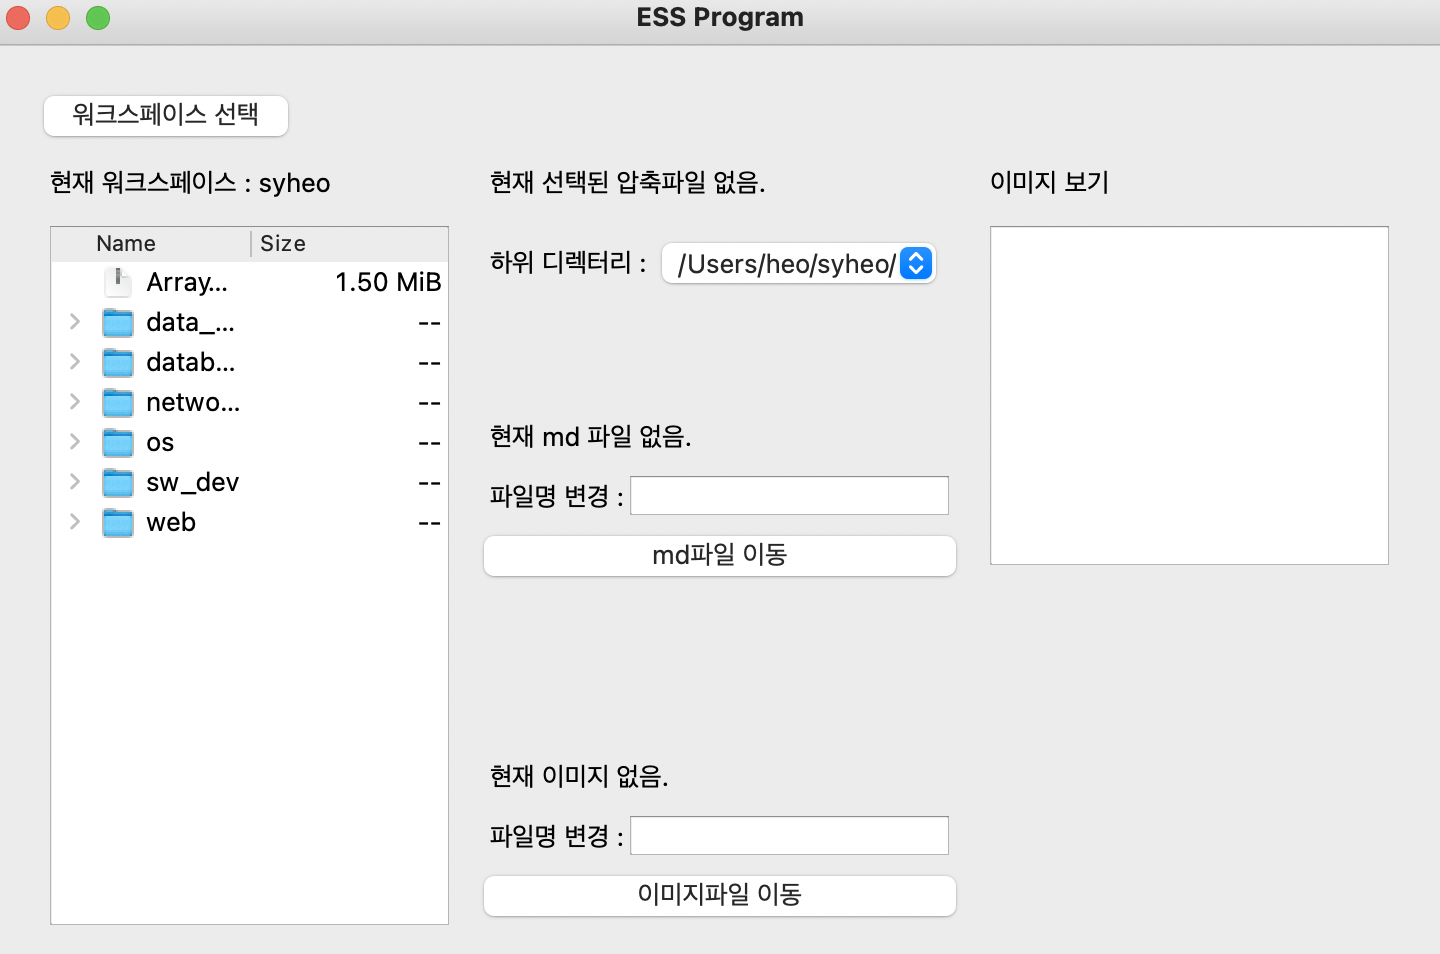 ESS Program
워크스페이스 선택
현재 워크스페이스 : syheo
Name Size
Array... 1.50 MiB
data_... --
datab... --
netwo... --
os --
sw_dev --
web --
현재 선택된 압축파일 없음.
하위 디렉터리 : /Users/heo/syheo/
현재 md 파일 없음.
파일명 변경 :
md파일 이동
현재 이미지 없음.
파일명 변경 :
이미지파일 이동
이미지 보기